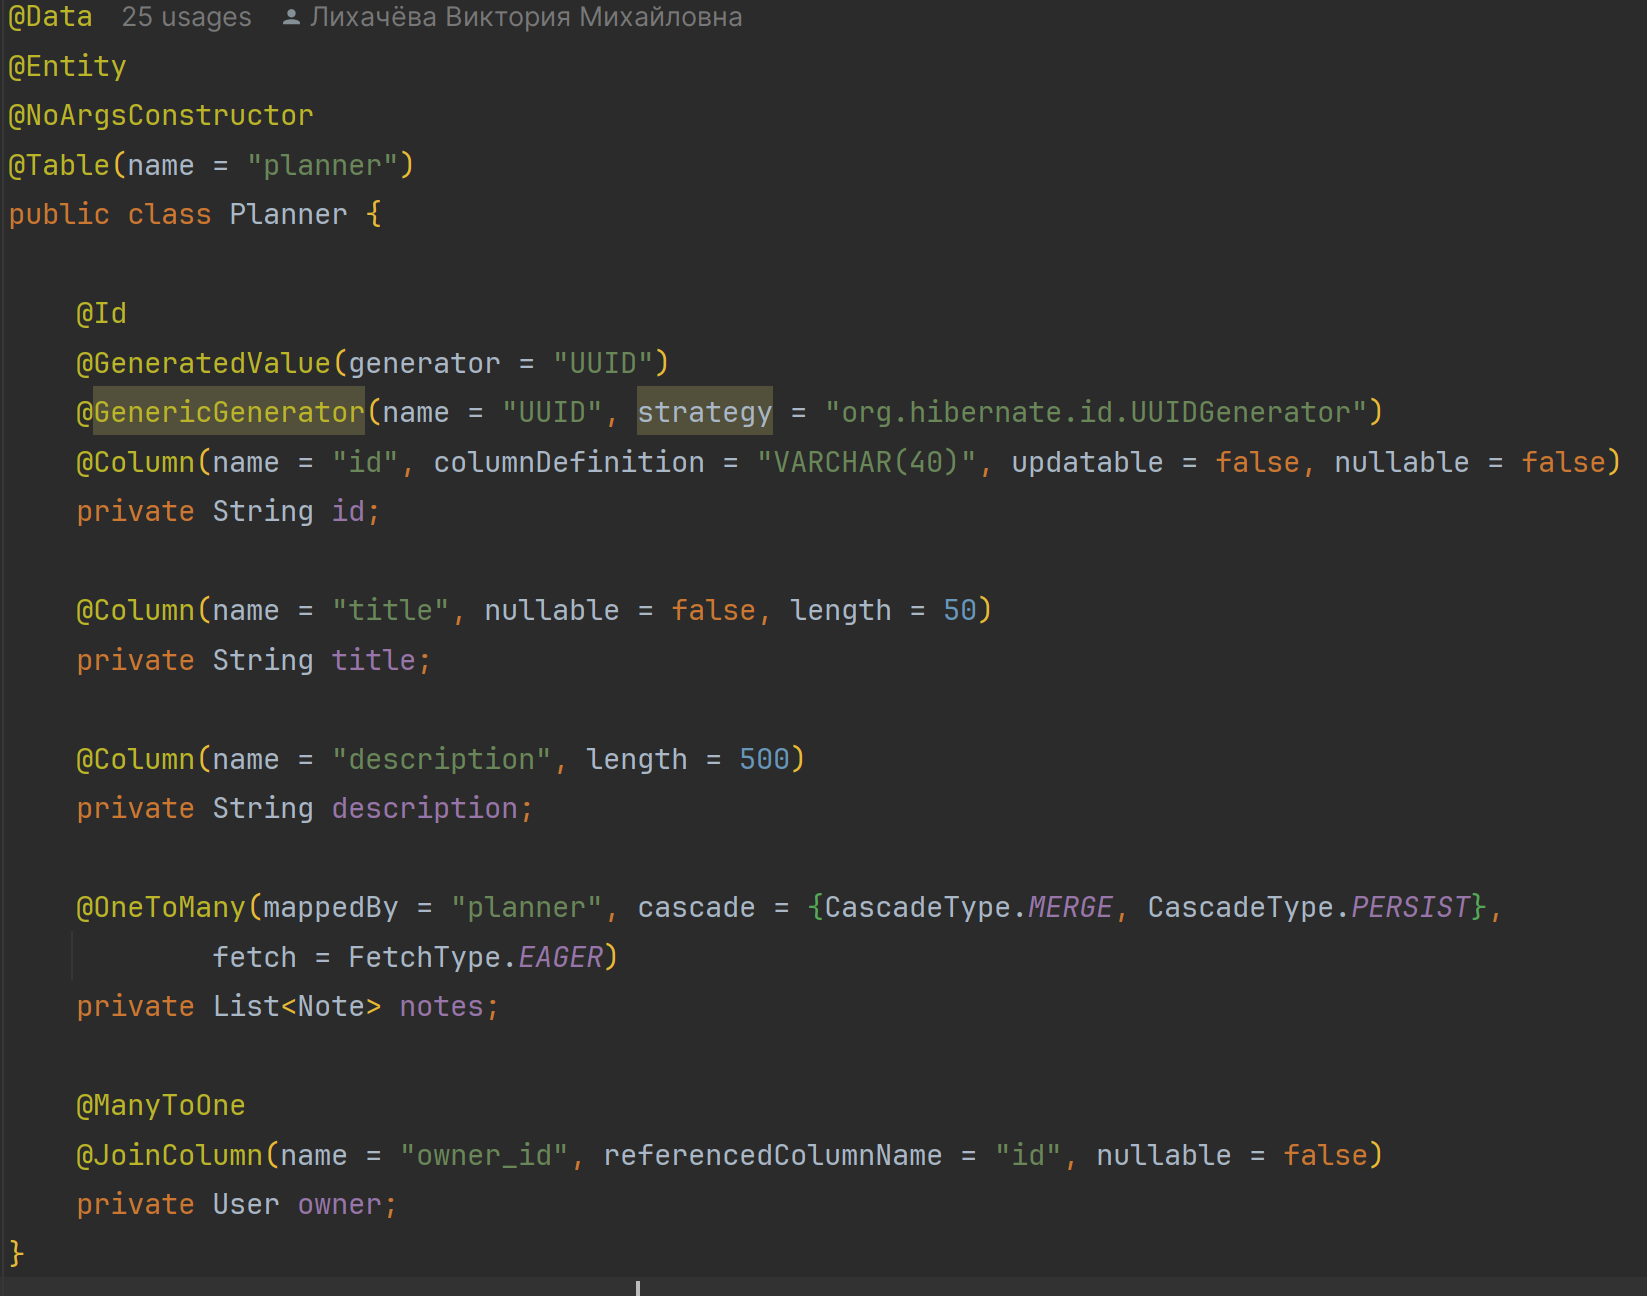 @Data 25 usages Лихачёва Виктория Михайловна
@Entity
@NoArgsConstructor
@Table(name = "planner")
public class Planner {
@Id
@GeneratedValue(generator = "UUID")
@GenericGenerator(name = "UUID", strategy = "org.hibernate.id.UUIDGenerator")
@Column(name = "id", columnDefinition = "VARCHAR(40)", updatable = false, nullable = false)
private String id;
@Column(name = "title", nullable = false, length = 50)
private String title;
@Column(name = "description", length = 500)
private String description;
@OneToMany(mappedBy = "planner", cascade = {CascadeType.MERGE, CascadeType.PERSIST},
fetch = FetchType.EAGER)
private List<Note> notes;
@ManyToOne
@JoinColumn(name = "owner_id", referencedColumnName = "id", nullable = false)
private User owner;
}